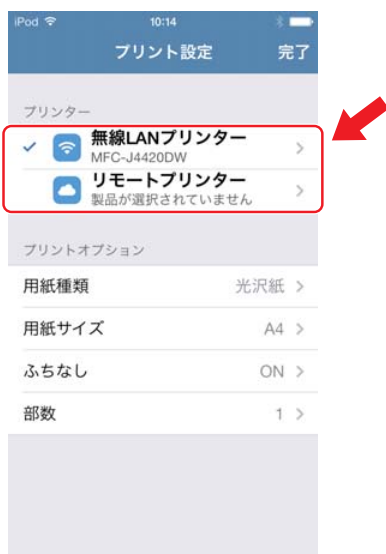 iPod 10:14
プリント設定 完了
プリンター
無線LANプリンター
MFC-J4420DW
リモートプリンター
製品が選択されていません
プリントオプション
用紙種類 光沢紙
用紙サイズ A4
ふちなし ON
部数 1